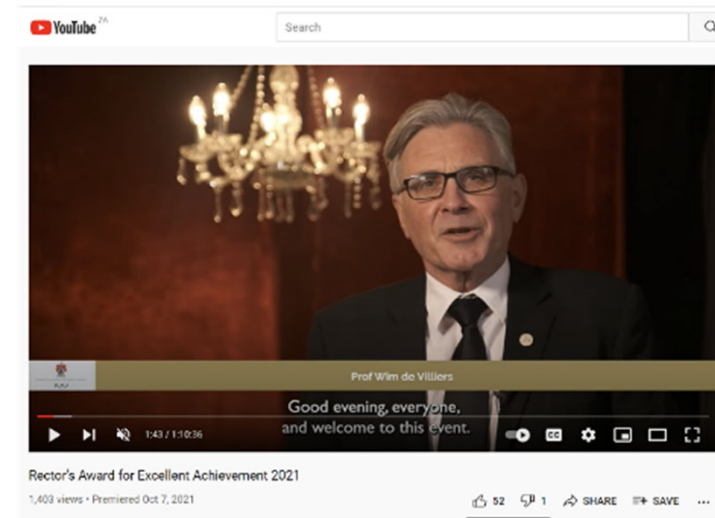 YouTube ZA
Search
Prof Wim de Villiers
Good evening, everyone,
and welcome to this event.
1:43 / 1:10:36
CC
Rector's Award for Excellent Achievement 2021
1,403 views • Premiered Oct 7, 2021
52 1 SHARE SAVE ...